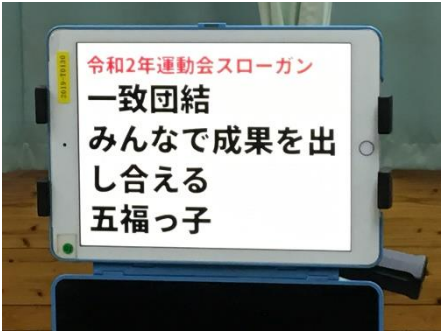 令和2年運動会スローガン
一致団結
みんなで成果を出
し合える
五福っ子